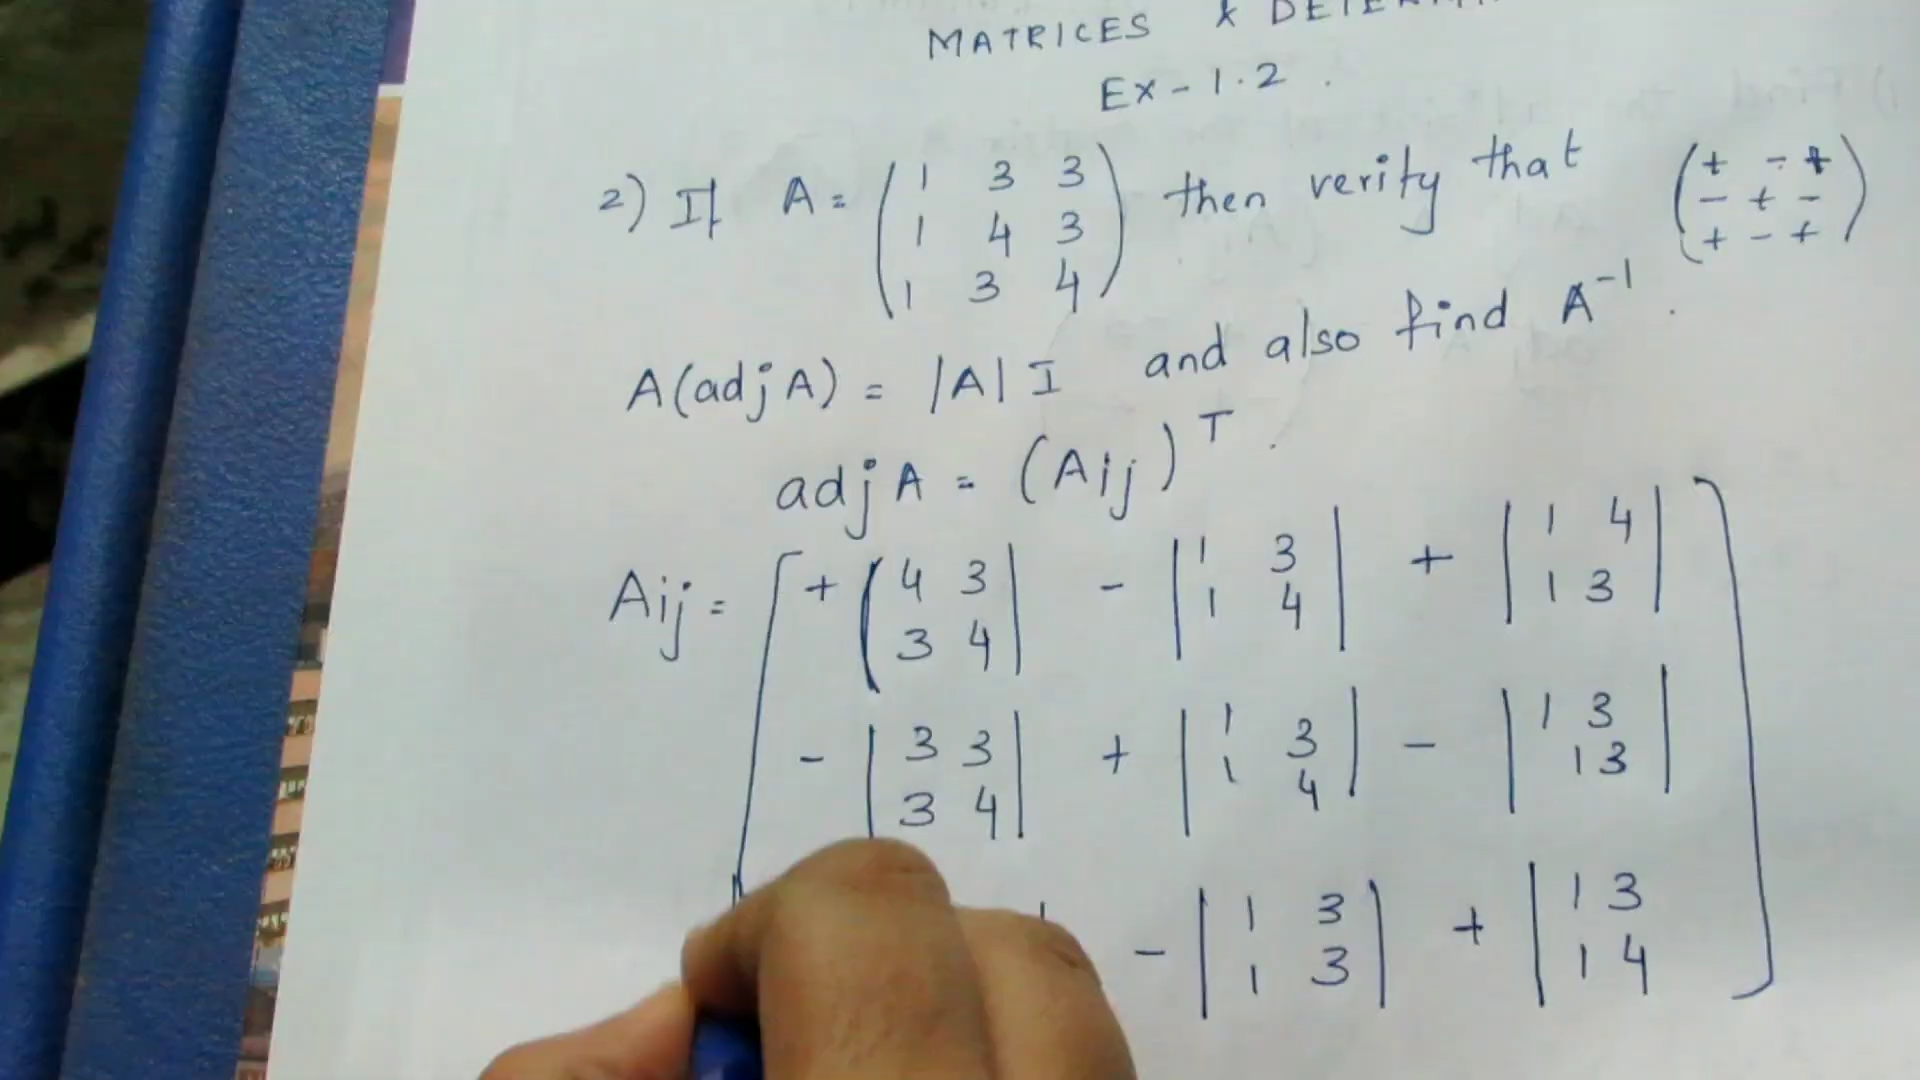 MATRICES &
Ex - 1.2 .
2) If A = ( 1 3 3 then verify that ( + - +
1 4 3 - + -
1 3 4 ) + - + )
A(adj A) = |A| I and also find A⁻¹ .
adj A = (Aij)ᵀ .
Aij = [ + | 4 3 | - | 1 3 | + | 1 4 |
3 4 1 4 1 3
- | 3 3 | + | 1 3 | - | 1 3 |
3 4 1 4 1 3
- | 1 3 | + | 1 3 |
1 3 1 4 ]